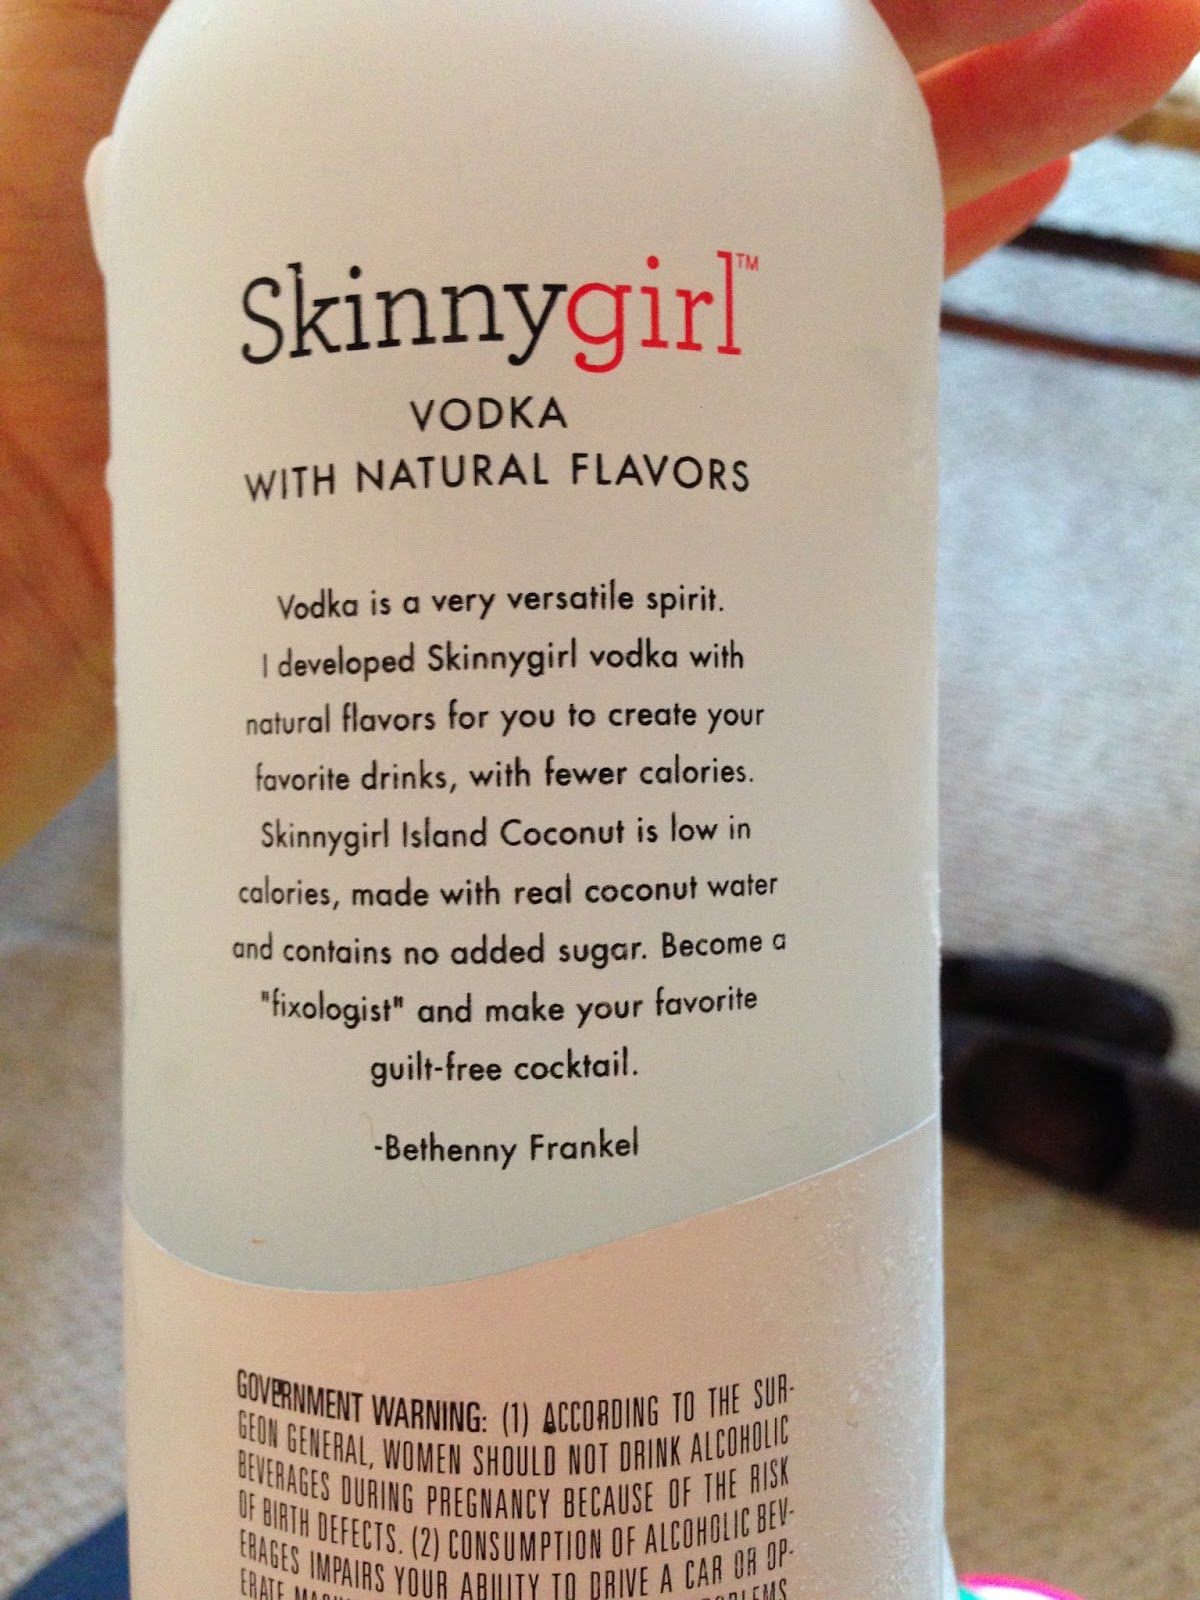 Skinnygirl™
VODKA
WITH NATURAL FLAVORS
Vodka is a very versatile spirit.
I developed Skinnygirl vodka with
natural flavors for you to create your
favorite drinks, with fewer calories.
Skinnygirl Island Coconut is low in
calories, made with real coconut water
and contains no added sugar. Become a
"fixologist" and make your favorite
guilt-free cocktail.
-Bethenny Frankel
GOVERNMENT WARNING: (1) ACCORDING TO THE SUR-
GEON GENERAL, WOMEN SHOULD NOT DRINK ALCOHOLIC
BEVERAGES DURING PREGNANCY BECAUSE OF THE RISK
OF BIRTH DEFECTS. (2) CONSUMPTION OF ALCOHOLIC BEV-
ERAGES IMPAIRS YOUR ABILITY TO DRIVE A CAR OR OP-
ERATE